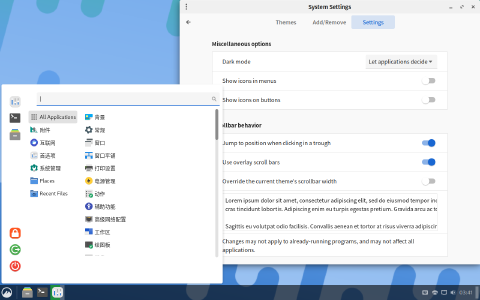 System Settings
Themes
Add/Remove
Settings
Miscellaneous options
Dark mode
Let applications decide
Show icons in menus
Show icons on buttons
llbar behavior
Jump to position when clicking in a trough
Use overlay scroll bars
Override the current theme's scrollbar width
Lorem ipsum dolor sit amet, consectetur adipiscing elit, sed do eiusmod tempor inc
cras tincidunt lobortis. Adipiscing enim eu turpis egestas pretium. Gravida arcu ac to
Sagittis eu volutpat odio facilisis. Convallis aenean et tortor at risus viverra adipiscin
Changes may not apply to already-running programs, and may not affect all
applications.
All Applications
附件
互联网
首选项
系统管理
Places
Recent Files
背景
常规
窗口
窗口平铺
打印设置
电源管理
动作
辅助功能
高级网络配置
工作区
绘图板